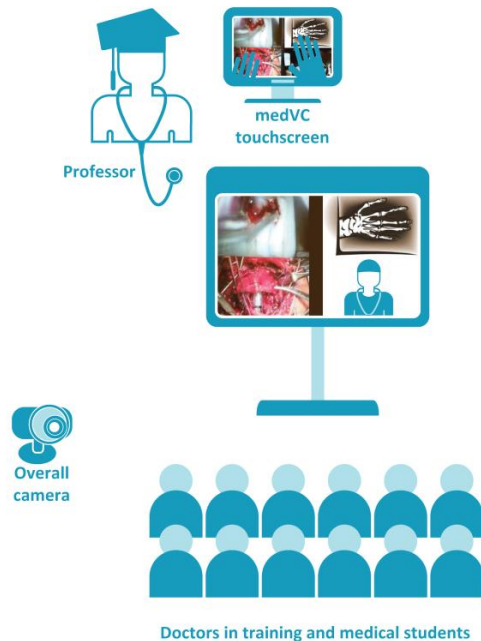 medVC
touchscreen
Professor
Overall
camera
Doctors in training and medical students